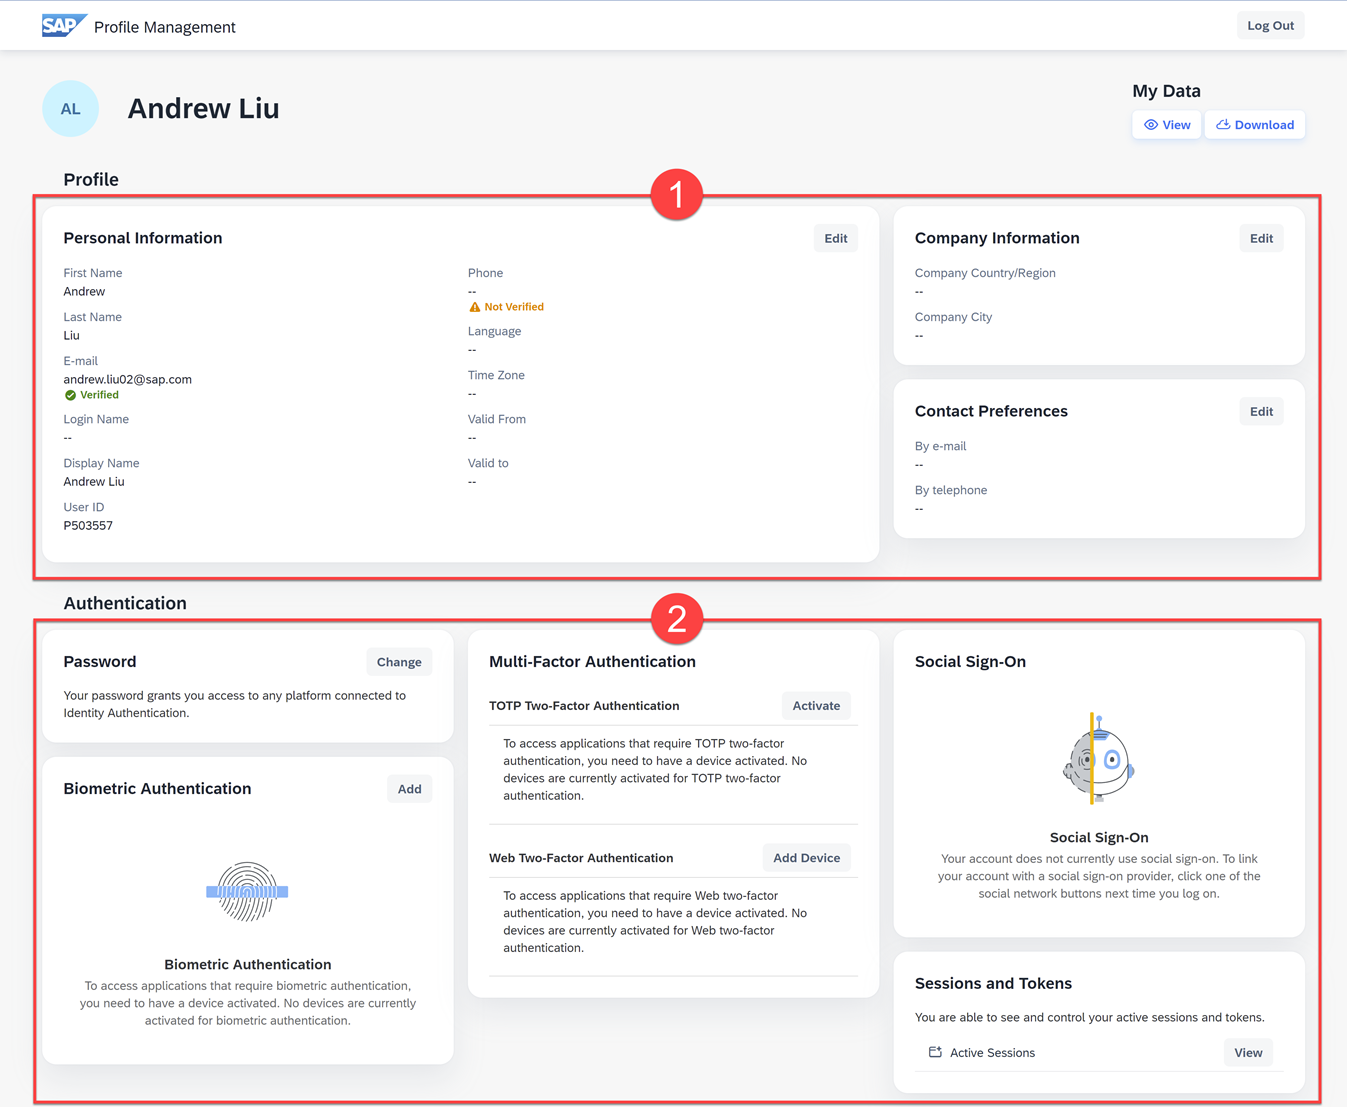 SAP Profile Management
Log Out
AL
Andrew Liu
My Data
View
Download
Profile
1
Personal Information
Edit
First Name
Andrew
Last Name
Liu
E-mail
andrew.liu02@sap.com
Verified
Login Name
--
Display Name
Andrew Liu
User ID
P503557
Phone
--
Not Verified
Language
--
Time Zone
--
Valid From
--
Valid to
--
Company Information
Edit
Company Country/Region
--
Company City
--
Contact Preferences
Edit
By e-mail
--
By telephone
--
Authentication
2
Password
Change
Your password grants you access to any platform connected to
Identity Authentication.
Biometric Authentication
Add
Biometric Authentication
To access applications that require biometric authentication,
you need to have a device activated. No devices are currently
activated for biometric authentication.
Multi-Factor Authentication
TOTP Two-Factor Authentication
Activate
To access applications that require TOTP two-factor
authentication, you need to have a device activated. No
devices are currently activated for TOTP two-factor
authentication.
Web Two-Factor Authentication
Add Device
To access applications that require Web two-factor
authentication, you need to have a device activated. No
devices are currently activated for Web two-factor
authentication.
Social Sign-On
Social Sign-On
Your account does not currently use social sign-on. To link
your account with a social sign-on provider, click one of the
social network buttons next time you log on.
Sessions and Tokens
You are able to see and control your active sessions and tokens.
Active Sessions
View